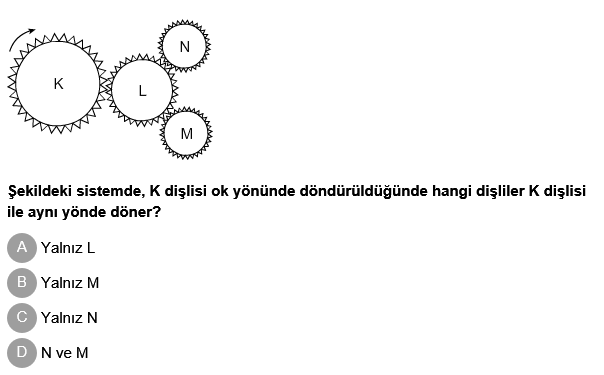 K
L
N
M
Şekildeki sistemde, K dişlisi ok yönünde döndürüldüğünde hangi dişliler K dişlisi
ile aynı yönde döner?
A Yalnız L
B Yalnız M
C Yalnız N
D N ve M